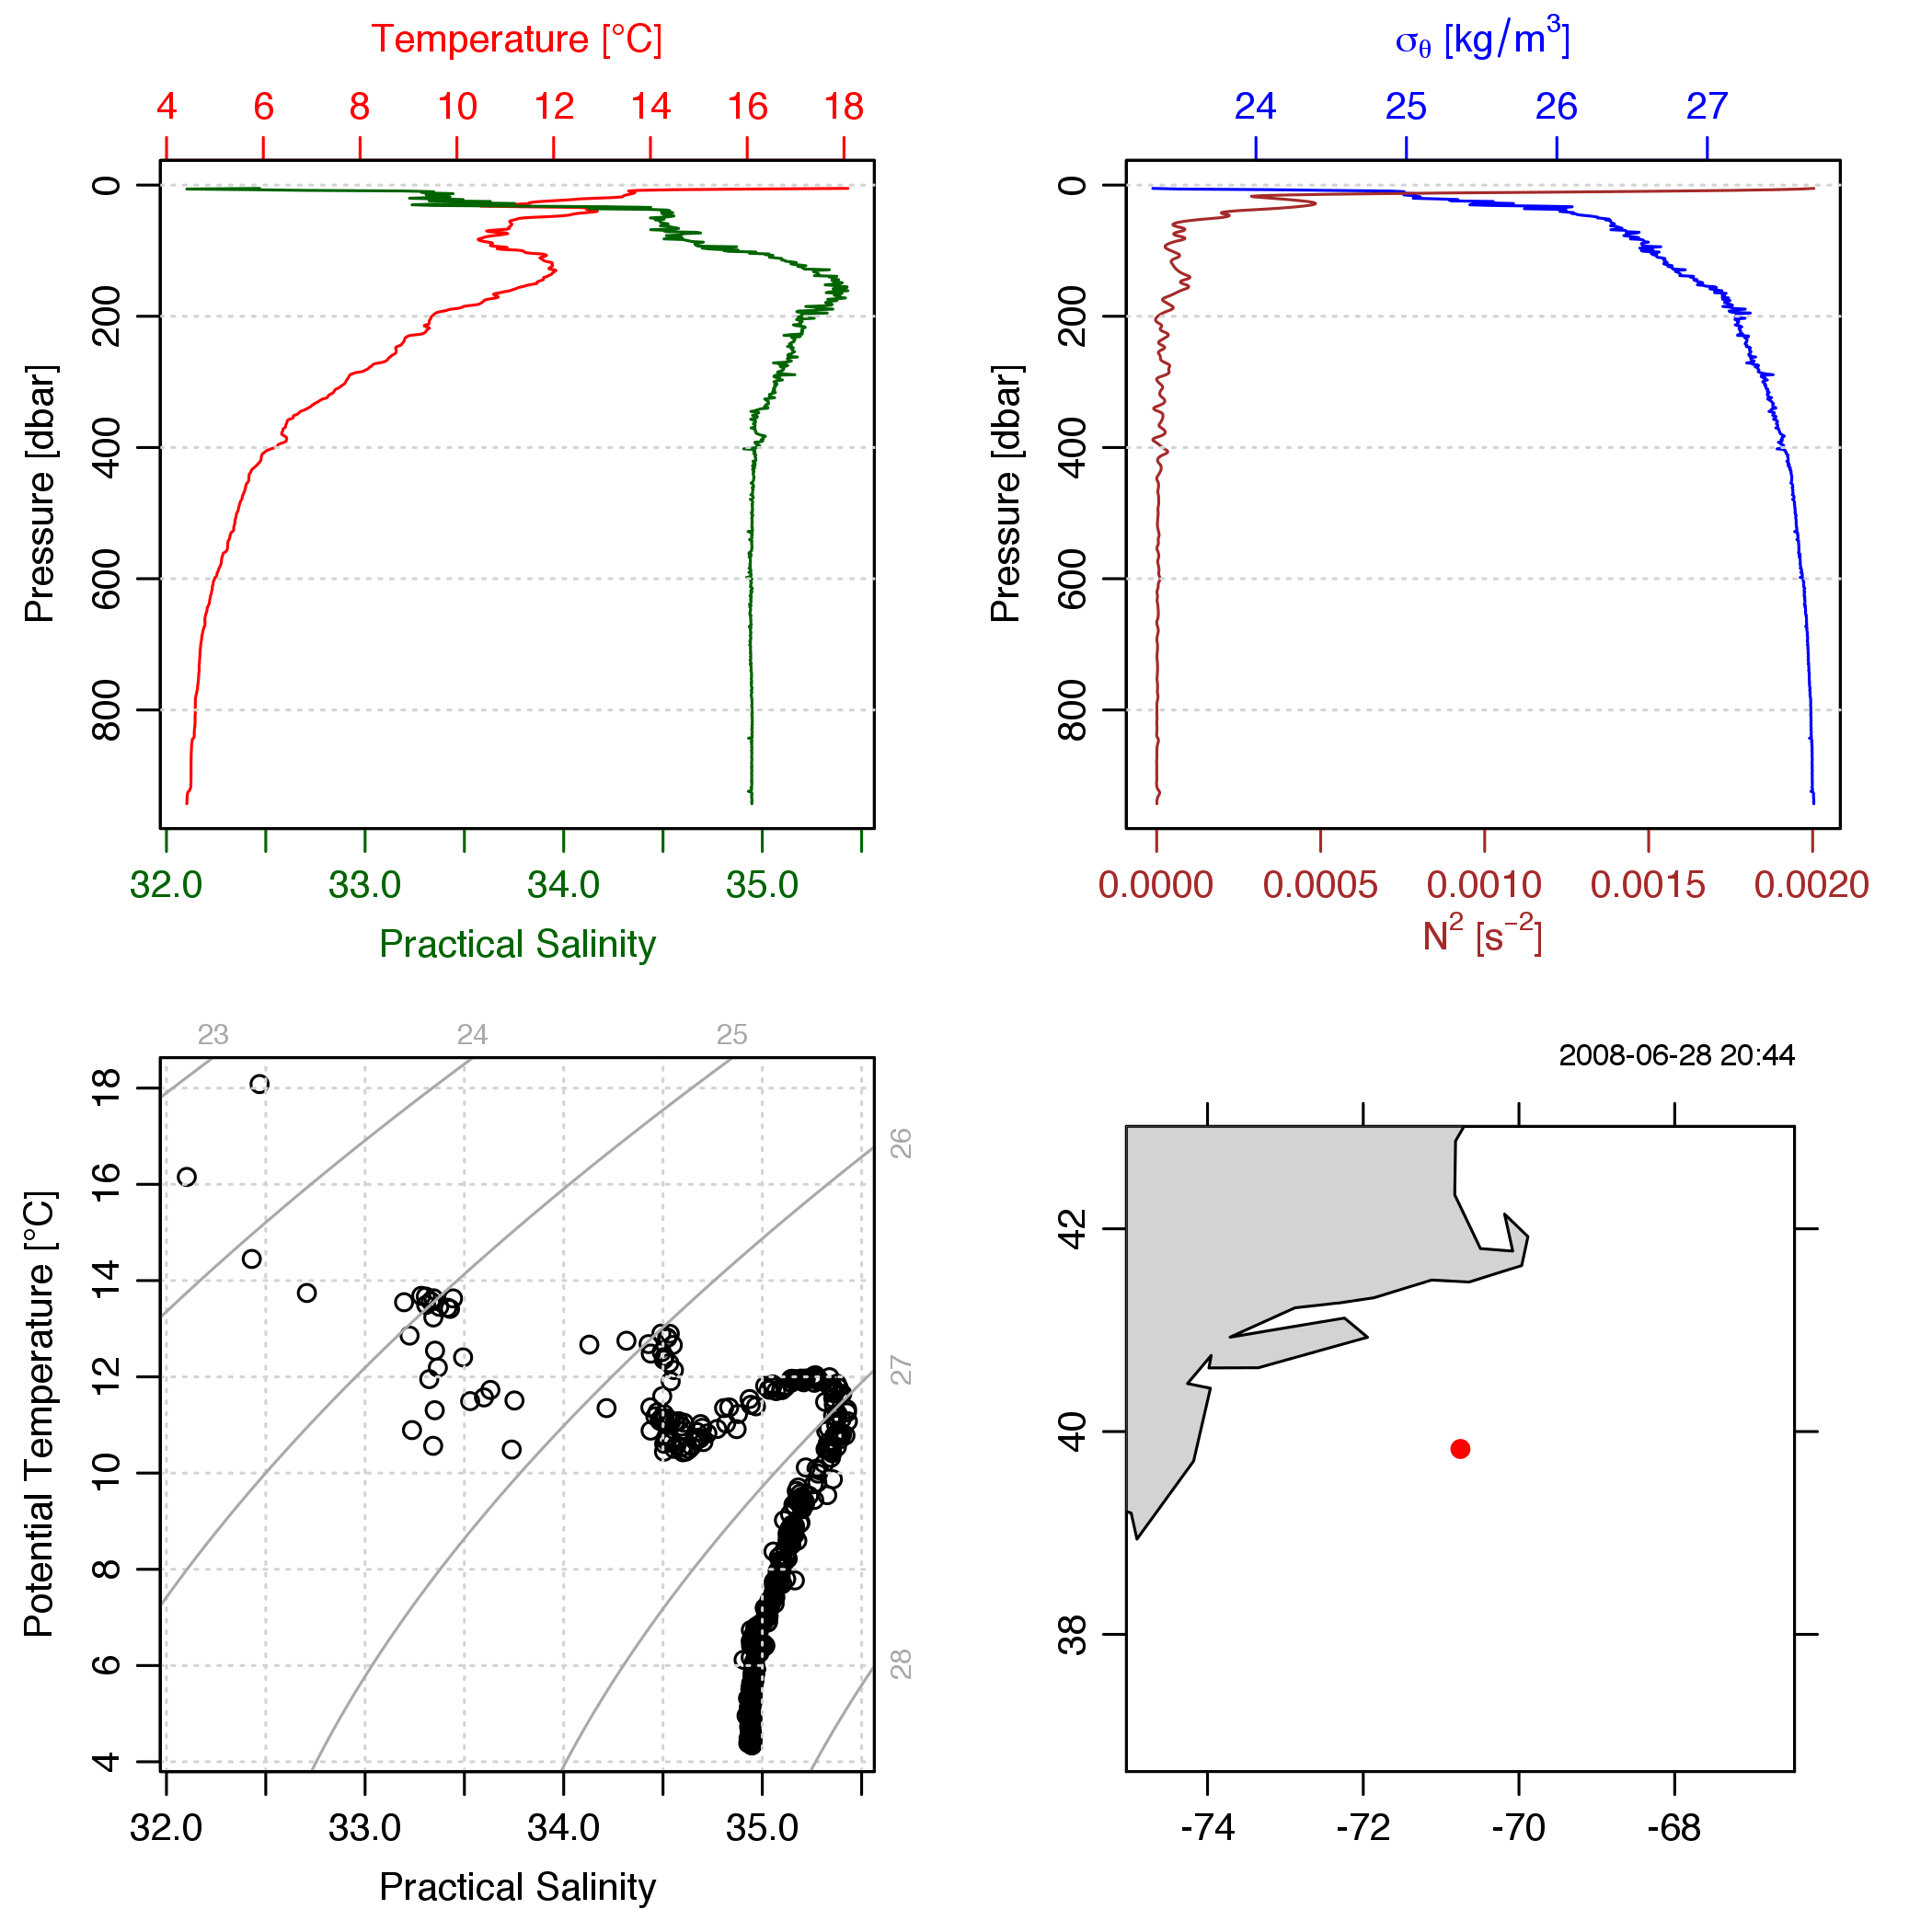 Temperature [°C]
4 6 8 10 12 14 16 18
Pressure [dbar]
0 200 400 600 800
32.0 33.0 34.0 35.0
Practical Salinity
σθ [kg/m³]
24 25 26 27
Pressure [dbar]
0 200 400 600 800
0.0000 0.0005 0.0010 0.0015 0.0020
N² [s⁻²]
23 24 25
26
27
28
Potential Temperature [°C]
18 16 14 12 10 8 6 4
32.0 33.0 34.0 35.0
Practical Salinity
2008-06-28 20:44
42 40 38
-74 -72 -70 -68